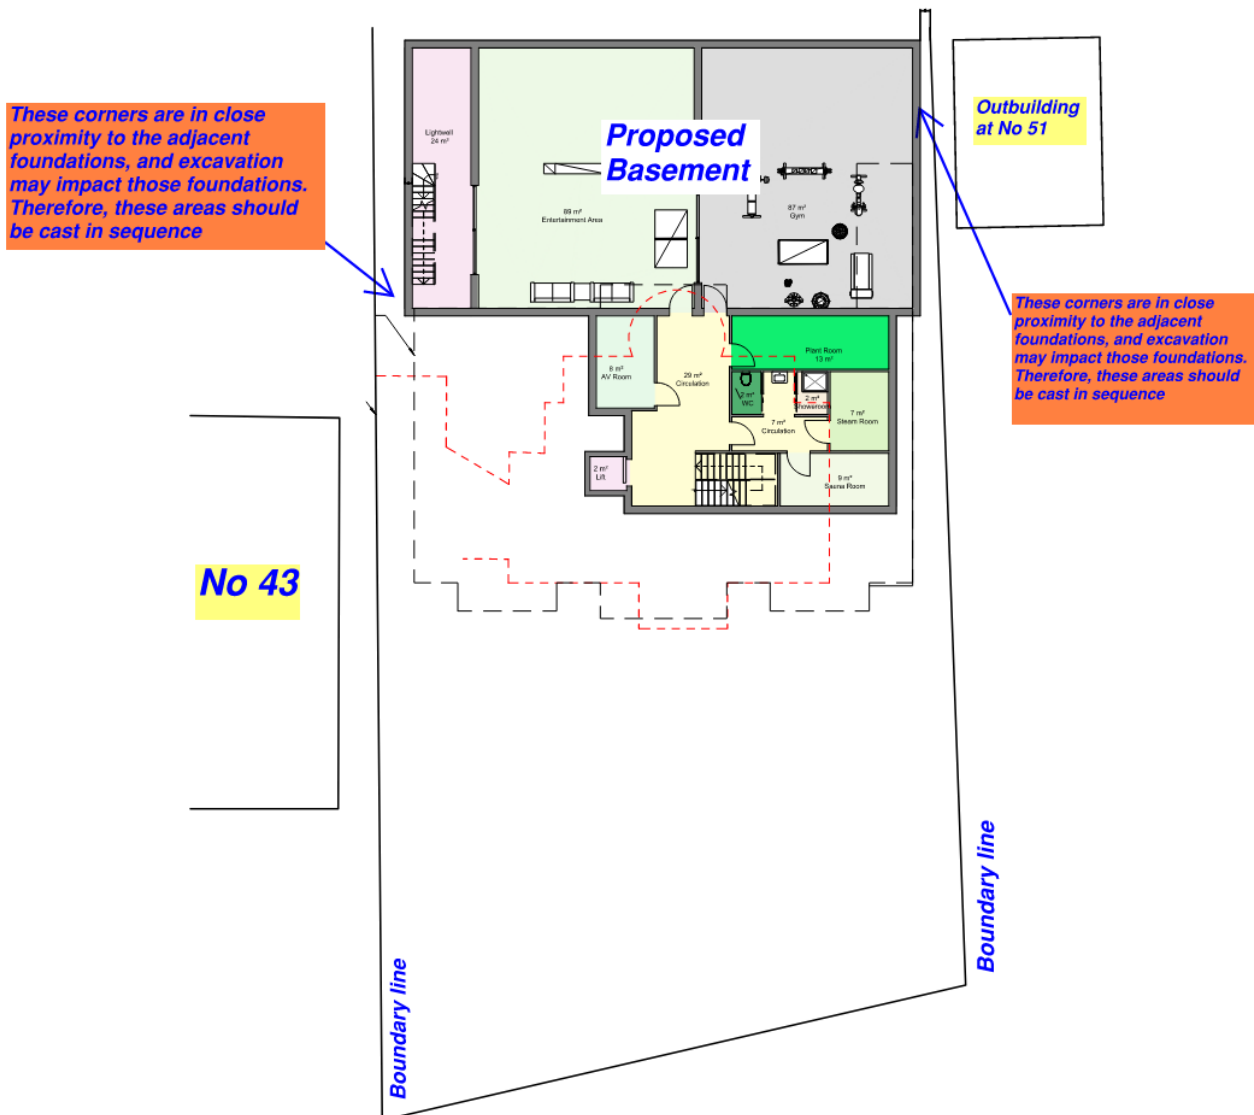 These corners are in close
proximity to the adjacent
foundations, and excavation
may impact those foundations.
Therefore, these areas should
be cast in sequence
Lightwell
24 m²
Proposed
Basement
89 m²
Entertainment Area
87 m²
Gym
Outbuilding
at No 51
These corners are in close
proximity to the adjacent
foundations, and excavation
may impact those foundations.
Therefore, these areas should
be cast in sequence
8 m²
AV Room
29 m²
Circulation
Plant Room
13 m²
2 m²
WC
2 m²
Showeroom
7 m²
Circulation
7 m²
Steam Room
2 m²
Lift
9 m²
Sauna Room
No 43
Boundary line
Boundary line